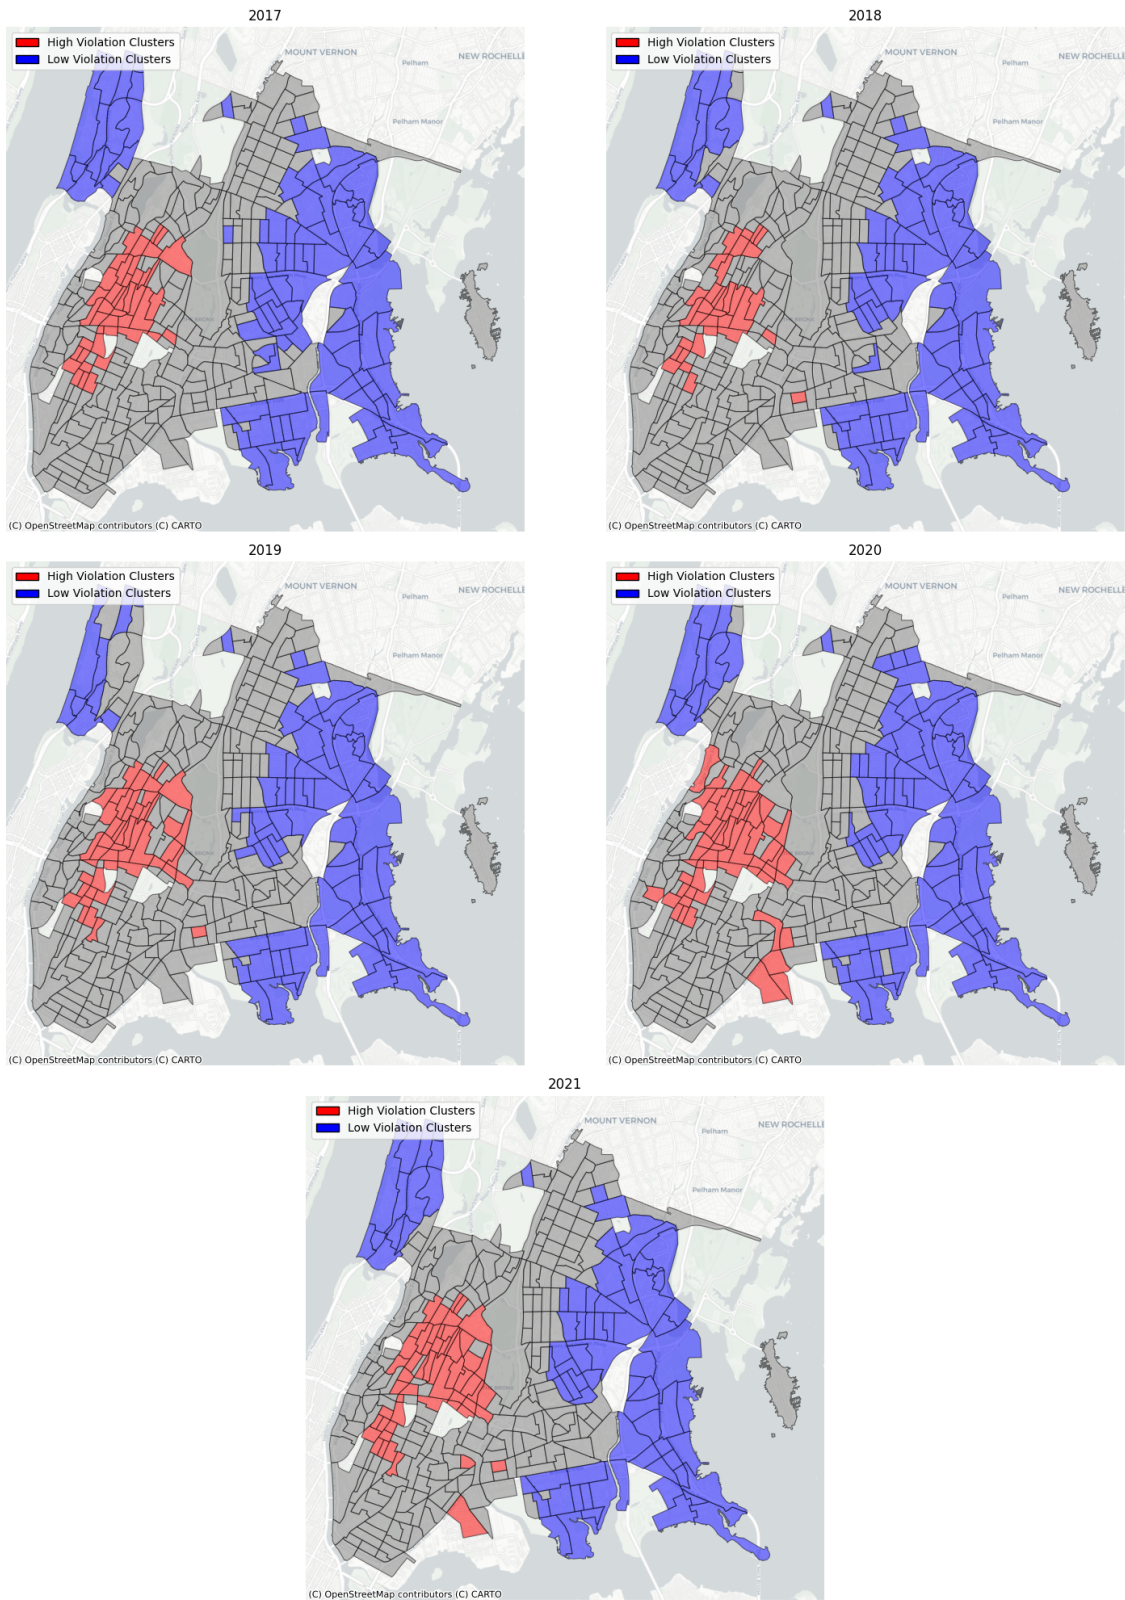 2017
High Violation Clusters
Low Violation Clusters
MOUNT VERNON
NEW ROCHELLE
Pelham
Pelham Manor
(C) OpenStreetMap contributors (C) CARTO
2018
High Violation Clusters
Low Violation Clusters
MOUNT VERNON
NEW ROCHELLE
Pelham
Pelham Manor
(C) OpenStreetMap contributors (C) CARTO
2019
High Violation Clusters
Low Violation Clusters
MOUNT VERNON
NEW ROCHELLE
Pelham
Pelham Manor
(C) OpenStreetMap contributors (C) CARTO
2020
High Violation Clusters
Low Violation Clusters
MOUNT VERNON
NEW ROCHELLE
Pelham
Pelham Manor
(C) OpenStreetMap contributors (C) CARTO
2021
High Violation Clusters
Low Violation Clusters
MOUNT VERNON
NEW ROCHELLE
Pelham
Pelham Manor
(C) OpenStreetMap contributors (C) CARTO